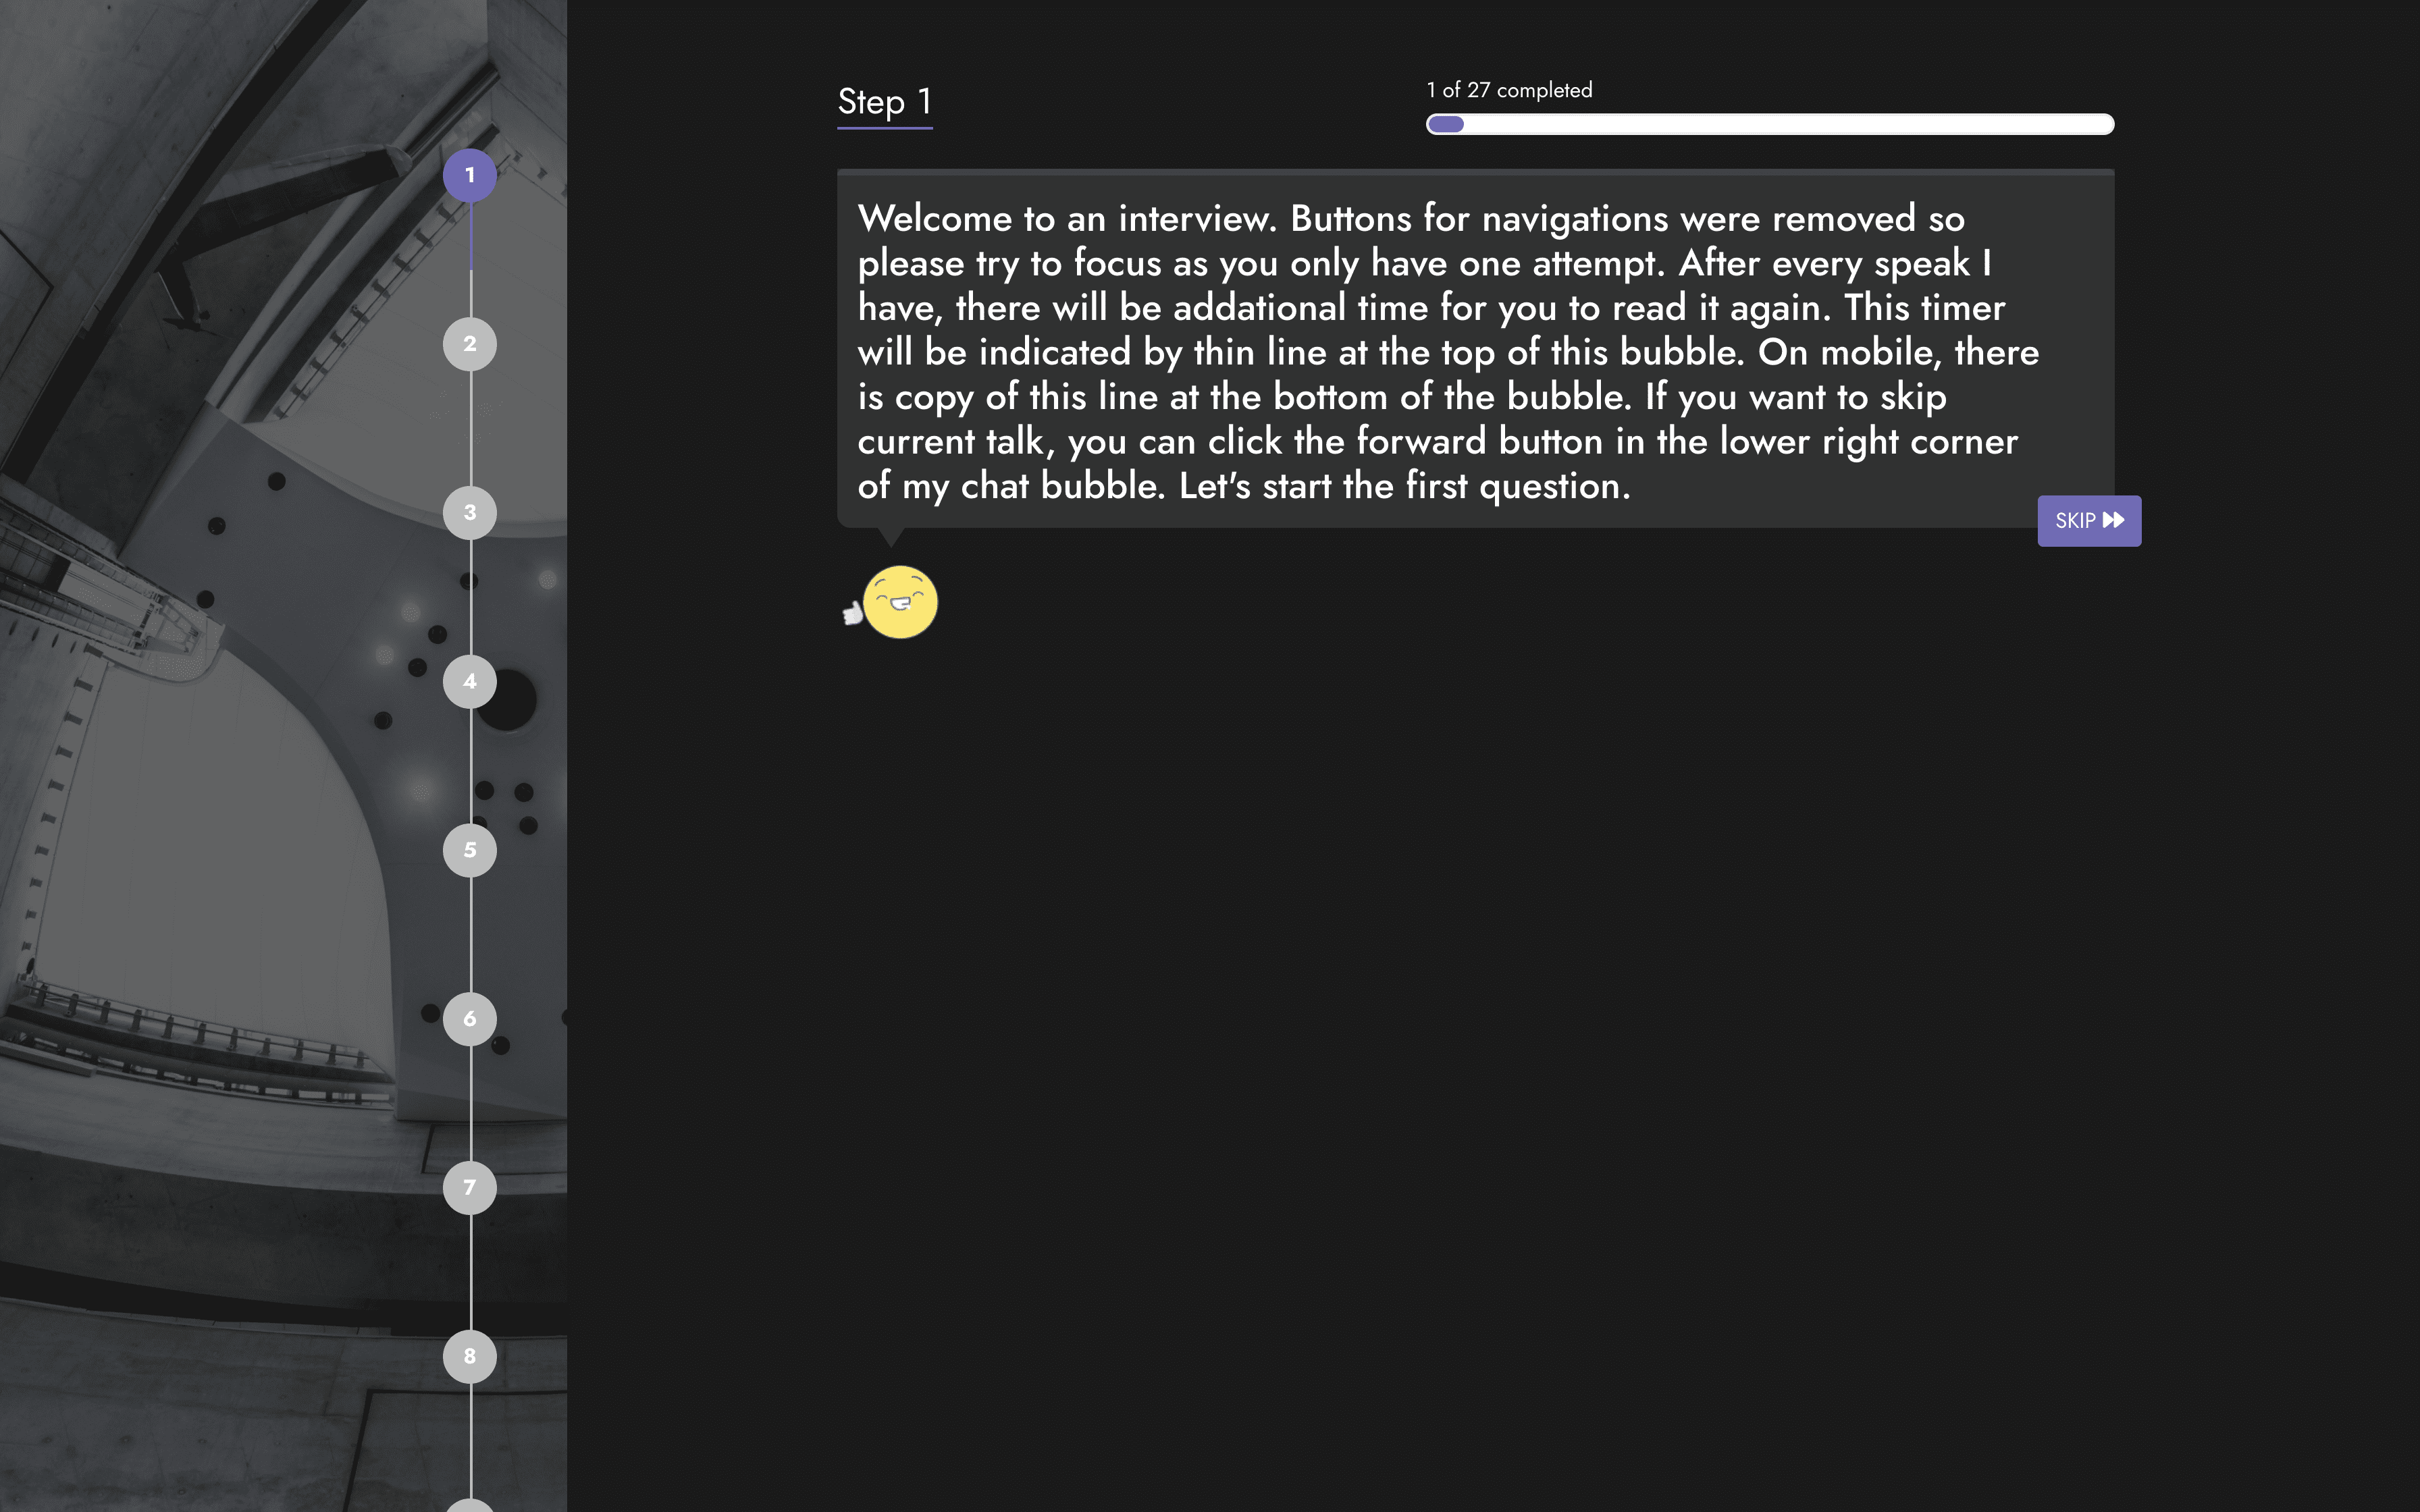 Step 1
1 of 27 completed
Welcome to an interview. Buttons for navigations were removed so
please try to focus as you only have one attempt. After every speak I
have, there will be addational time for you to read it again. This timer
will be indicated by thin line at the top of this bubble. On mobile, there
is copy of this line at the bottom of the bubble. If you want to skip
current talk, you can click the forward button in the lower right corner
of my chat bubble. Let's start the first question.
SKIP
1
2
3
4
5
6
7
8